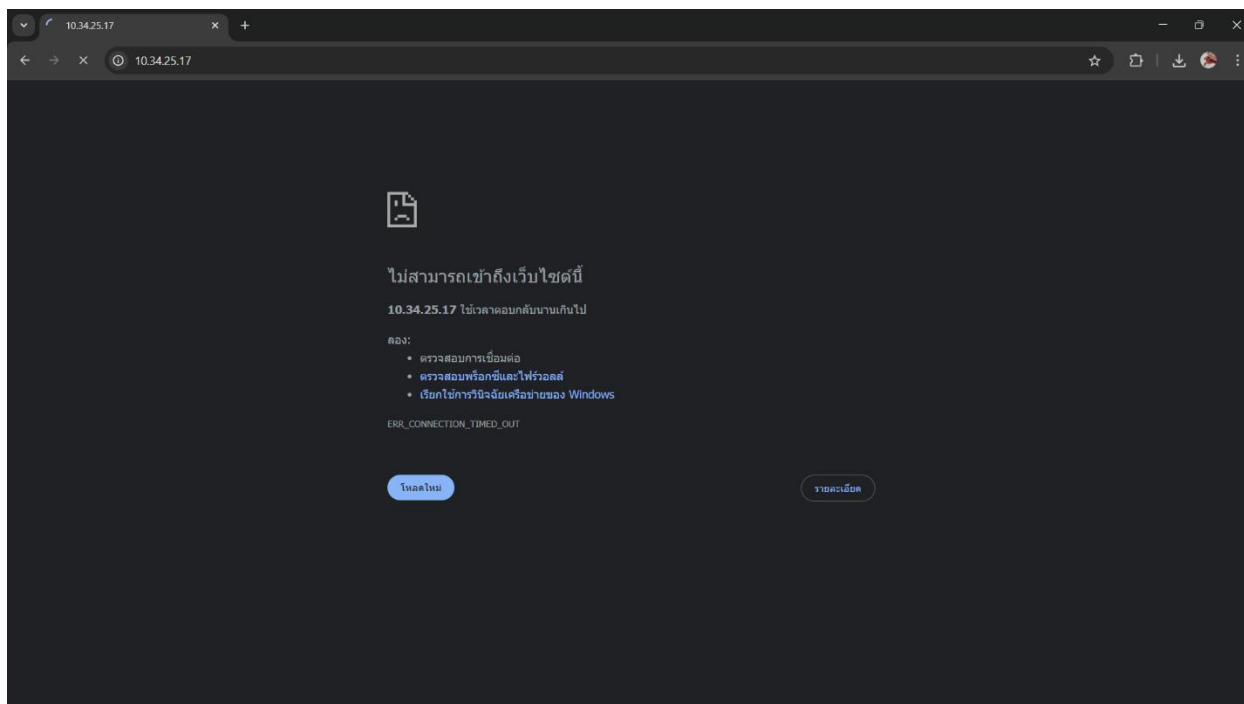 10.34.25.17
10.34.25.17
ไม่สามารถเข้าถึงเว็บไซต์นี้
10.34.25.17 ใช้เวลาตอบกลับนานเกินไป
ลอง:
ตรวจสอบการเชื่อมต่อ
ตรวจสอบพร็อกซีและไฟร์วอลล์
เรียกใช้การวินิจฉัยเครือข่ายของ Windows
ERR_CONNECTION_TIMED_OUT
โหลดใหม่
รายละเอียด